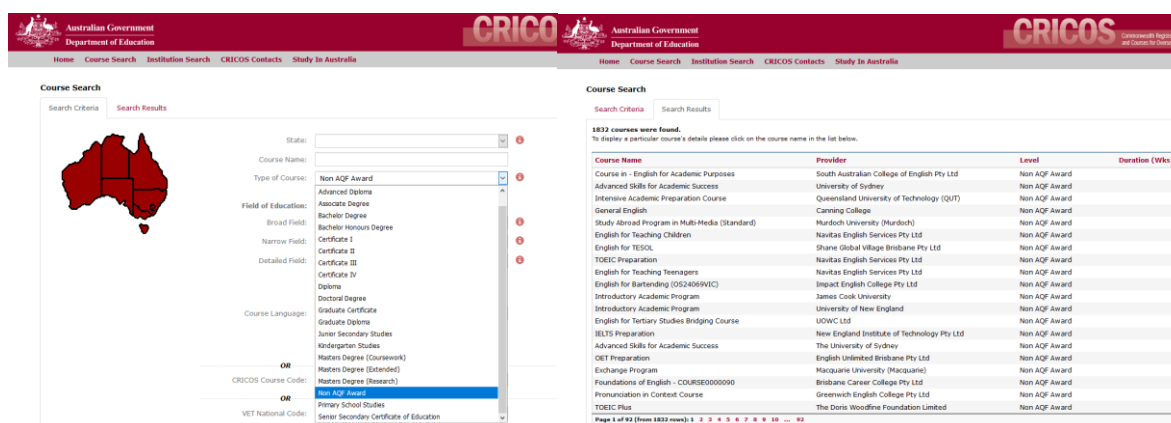 Australian Government
Department of Education
CRICO
Home Course Search Institution Search CRICOS Contacts Study In Australia
Course Search
Search Criteria Search Results
State:
Course Name:
Type of Course: Non AQF Award
Advanced Diploma
Field of Education: Associate Degree
Bachelor Degree
Broad Field: Bachelor Honours Degree
Certificate I
Narrow Field: Certificate II
Detailed Field: Certificate III
Certificate IV
Diploma
Doctoral Degree
Course Language: Graduate Certificate
Graduate Diploma
Junior Secondary Studies
Kindergarten Studies
OR Masters Degree (Coursework)
Masters Degree (Extended)
CRICOS Course Code: Masters Degree (Research)
OR Non AQF Award
Primary School Studies
VET National Code: Senior Secondary Certificate of Education
Australian Government
Department of Education
CRICOS Commonwealth Regis
and Courses for Overs
Home Course Search Institution Search CRICOS Contacts Study In Australia
Course Search
Search Criteria Search Results
1832 courses were found.
To display a particular course's details please click on the course name in the list below.
Course Name Provider Level Duration (Wks
Course in - English for Academic Purposes South Australian College of English Pty Ltd Non AQF Award
Advanced Skills for Academic Success University of Sydney Non AQF Award
Intensive Academic Preparation Course Queensland University of Technology (QUT) Non AQF Award
General English Canning College Non AQF Award
Study Abroad Program in Multi-Media (Standard) Murdoch University (Murdoch) Non AQF Award
English for Teaching Children Navitas English Services Pty Ltd Non AQF Award
English for TESOL Shane Global Village Brisbane Pty Ltd Non AQF Award
TOEIC Preparation Navitas English Services Pty Ltd Non AQF Award
English for Teaching Teenagers Navitas English Services Pty Ltd Non AQF Award
English for Bartending (OS24069VIC) Impact English College Pty Ltd Non AQF Award
Introductory Academic Program James Cook University Non AQF Award
Introductory Academic Program University of New England Non AQF Award
English for Tertiary Studies Bridging Course UOWC Ltd Non AQF Award
IELTS Preparation New England Institute of Technology Pty Ltd Non AQF Award
Advanced Skills for Academic Success The University of Sydney Non AQF Award
OET Preparation English Unlimited Brisbane Pty Ltd Non AQF Award
Exchange Program Macquarie University (Macquarie) Non AQF Award
Foundations of English - COURSE0000090 Brisbane Career College Pty Ltd Non AQF Award
Pronunciation in Context Course Greenwich English College Pty Ltd Non AQF Award
TOEIC Plus The Doris Woodfine Foundation Limited Non AQF Award
Page 1 of 92 (from 1832 rows): 1 2 3 4 5 6 7 8 9 10 ... 92